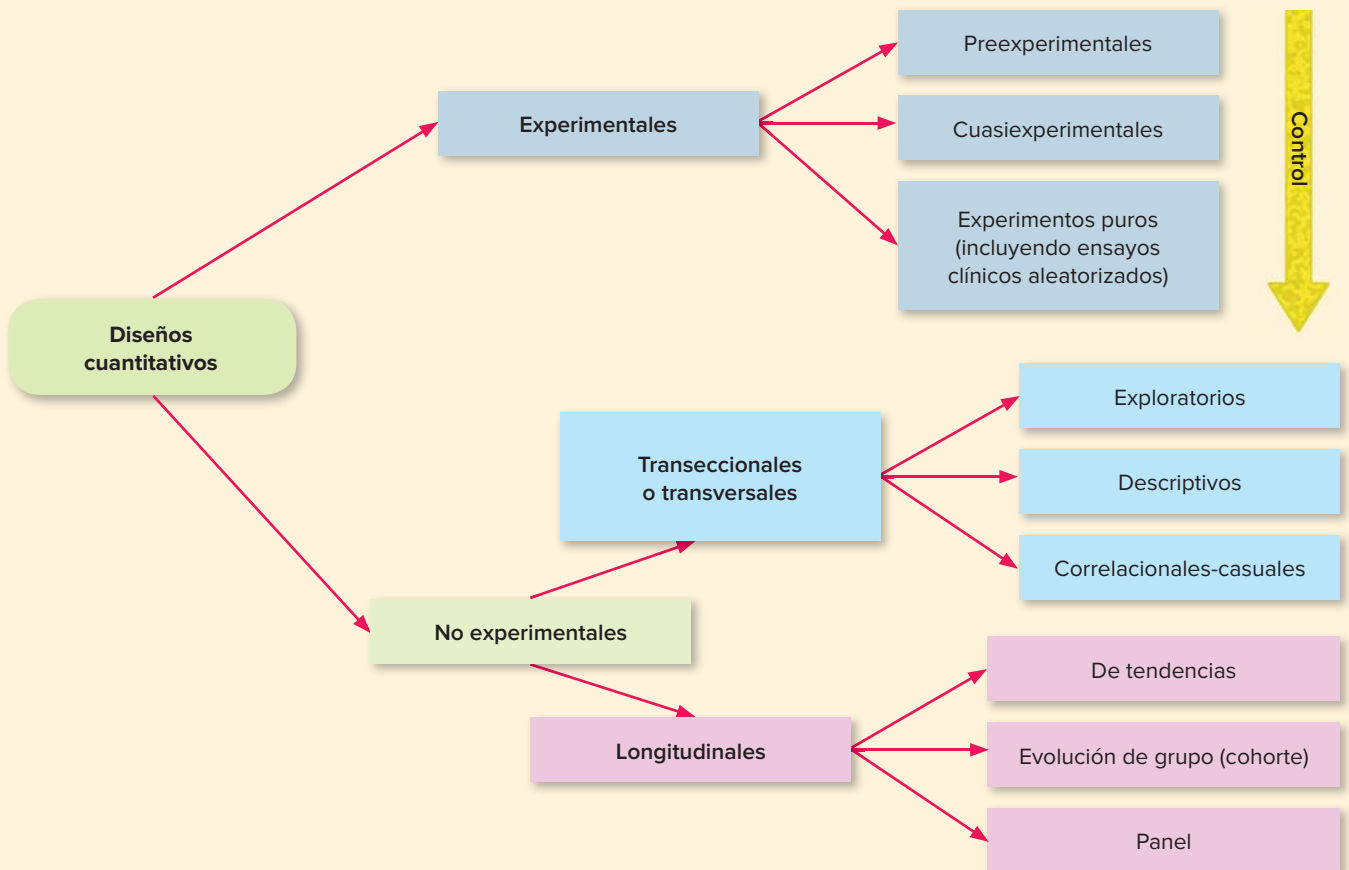 Preexperimentales
Experimentales
Cuasiexperimentales
Control
Experimentos puros
(incluyendo ensayos
clínicos aleatorizados)
Diseños
cuantitativos
Exploratorios
Transeccionales
o transversales
Descriptivos
Correlacionales-casuales
No experimentales
De tendencias
Longitudinales
Evolución de grupo (cohorte)
Panel